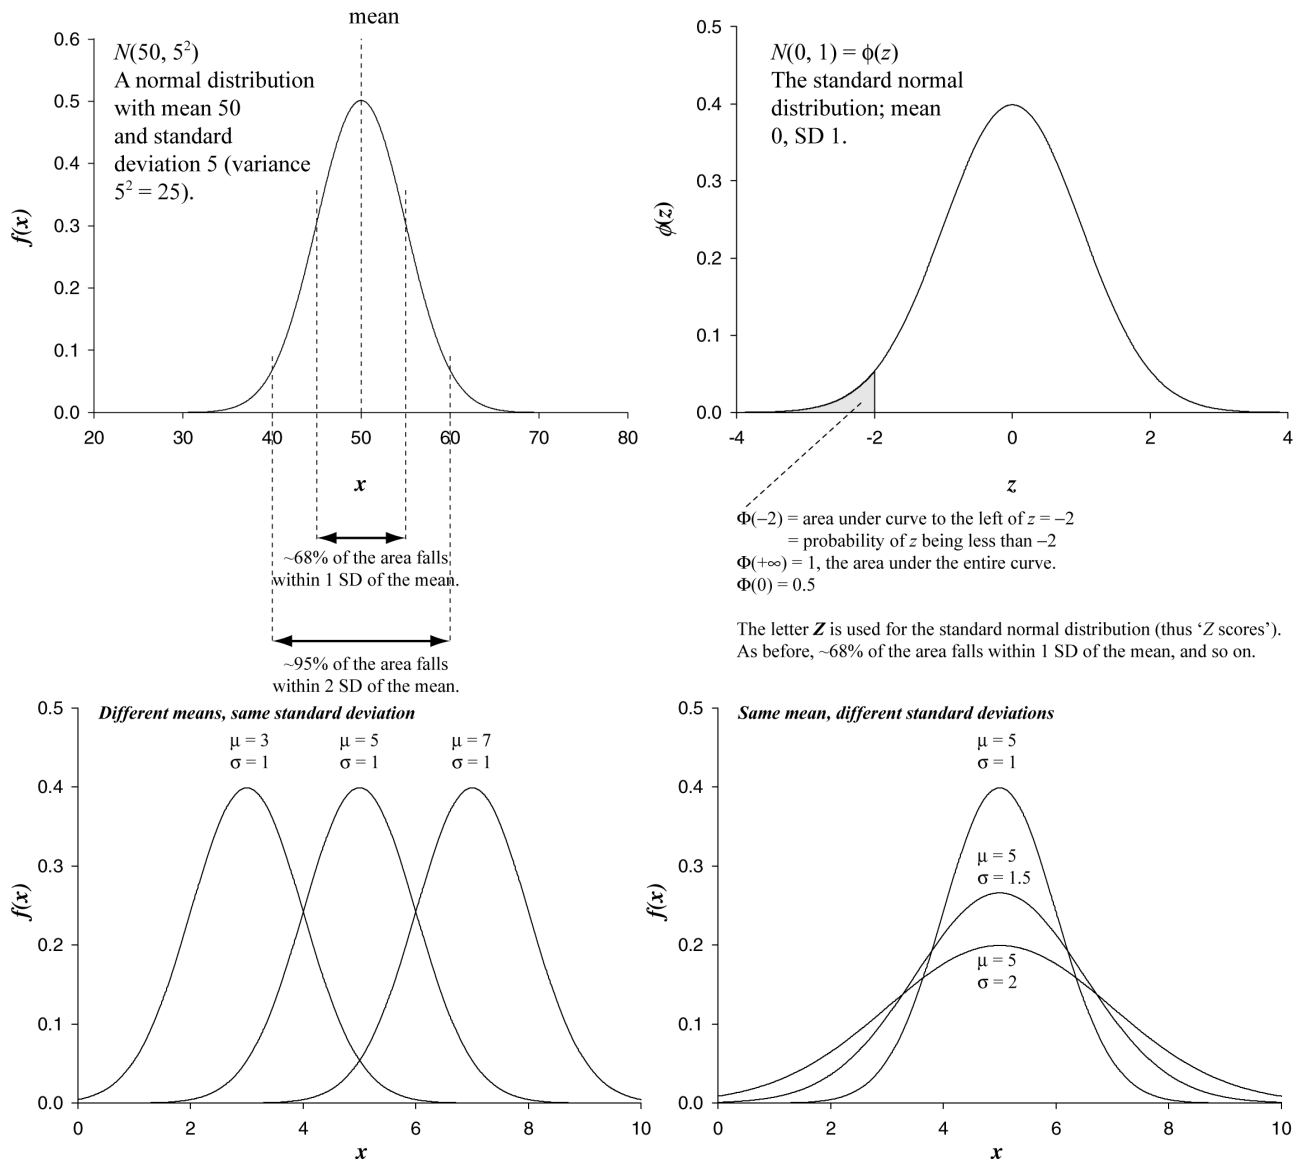 mean
N(50, 5²)
A normal distribution
with mean 50
and standard
deviation 5 (variance
5² = 25).
0.6
0.5
0.4
0.3
0.2
0.1
0.0
f(x)
20 30 40 50 60 70 80
x
~68% of the area falls
within 1 SD of the mean.
~95% of the area falls
within 2 SD of the mean.
N(0, 1) = ϕ(z)
The standard normal
distribution; mean
0, SD 1.
0.5
0.4
0.3
0.2
0.1
0.0
ϕ(z)
-4 -2 0 2 4
z
Φ(–2) = area under curve to the left of z = –2
= probability of z being less than –2
Φ(+∞) = 1, the area under the entire curve.
Φ(0) = 0.5
The letter Z is used for the standard normal distribution (thus ‘Z scores’).
As before, ~68% of the area falls within 1 SD of the mean, and so on.
Different means, same standard deviation
μ = 3 μ = 5 μ = 7
σ = 1 σ = 1 σ = 1
0.5
0.4
0.3
0.2
0.1
0.0
f(x)
0 2 4 6 8 10
x
Same mean, different standard deviations
μ = 5
σ = 1
μ = 5
σ = 1.5
μ = 5
σ = 2
0.5
0.4
0.3
0.2
0.1
0.0
f(x)
0 2 4 6 8 10
x